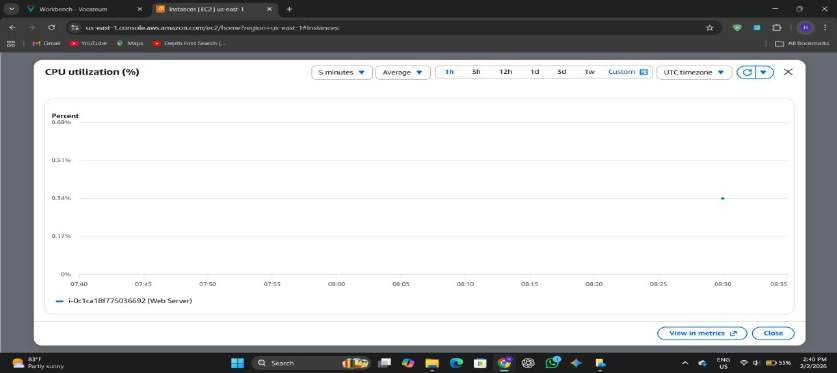 Workbench - Vocareum
Instances | EC2 | us-east-1
us-east-1.console.aws.amazon.com/ec2/home?region=us-east-1#Instances:
Gmail YouTube Maps Depth First Search (... All Bookmarks
CPU utilization (%)
5 minutes Average 1h 3h 12h 1d 3d 1w Custom UTC timezone
Percent
0.68%
0.51%
0.34%
0.17%
0%
07:40 07:45 07:50 07:55 08:00 08:05 08:10 08:15 08:20 08:25 08:30 08:35
i-0c1ca18f775036692 (Web Server)
View in metrics Close
83°F
Partly sunny
Search
ENG
US
55%
2:40 PM
2/2/2026